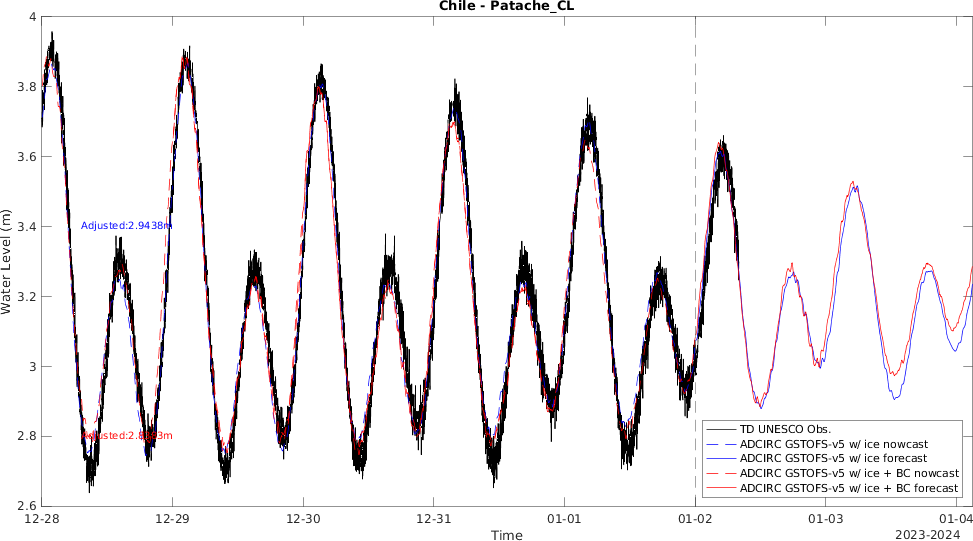 Chile - Patache_CL
4
3.8
3.6
3.4
3.2
3
2.8
2.6
Water Level (m)
Adjusted:2.9438m
12-28
12-29
12-30
12-31
01-01
01-02
01-03
01-04
Time
2023-2024
TD UNESCO Obs.
ADCIRC GSTOFS-v5 w/ ice nowcast
ADCIRC GSTOFS-v5 w/ ice forecast
ADCIRC GSTOFS-v5 w/ ice + BC nowcast
ADCIRC GSTOFS-v5 w/ ice + BC forecast